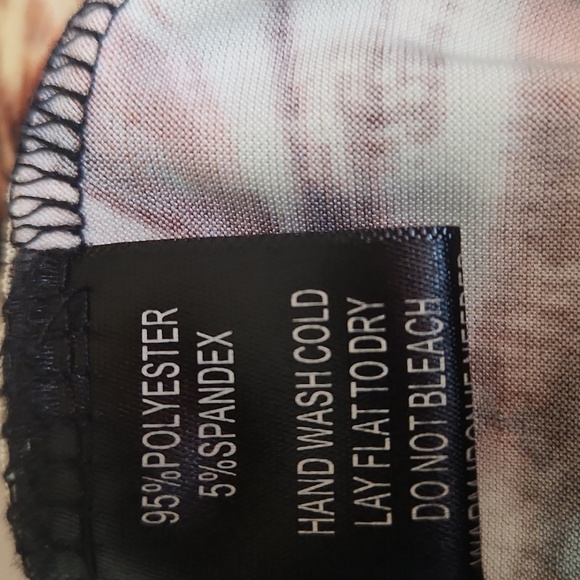 95%POLYESTER
5%SPANDEX
HAND WASH COLD
LAY FLAT TO DRY
DO NOT BLEACH